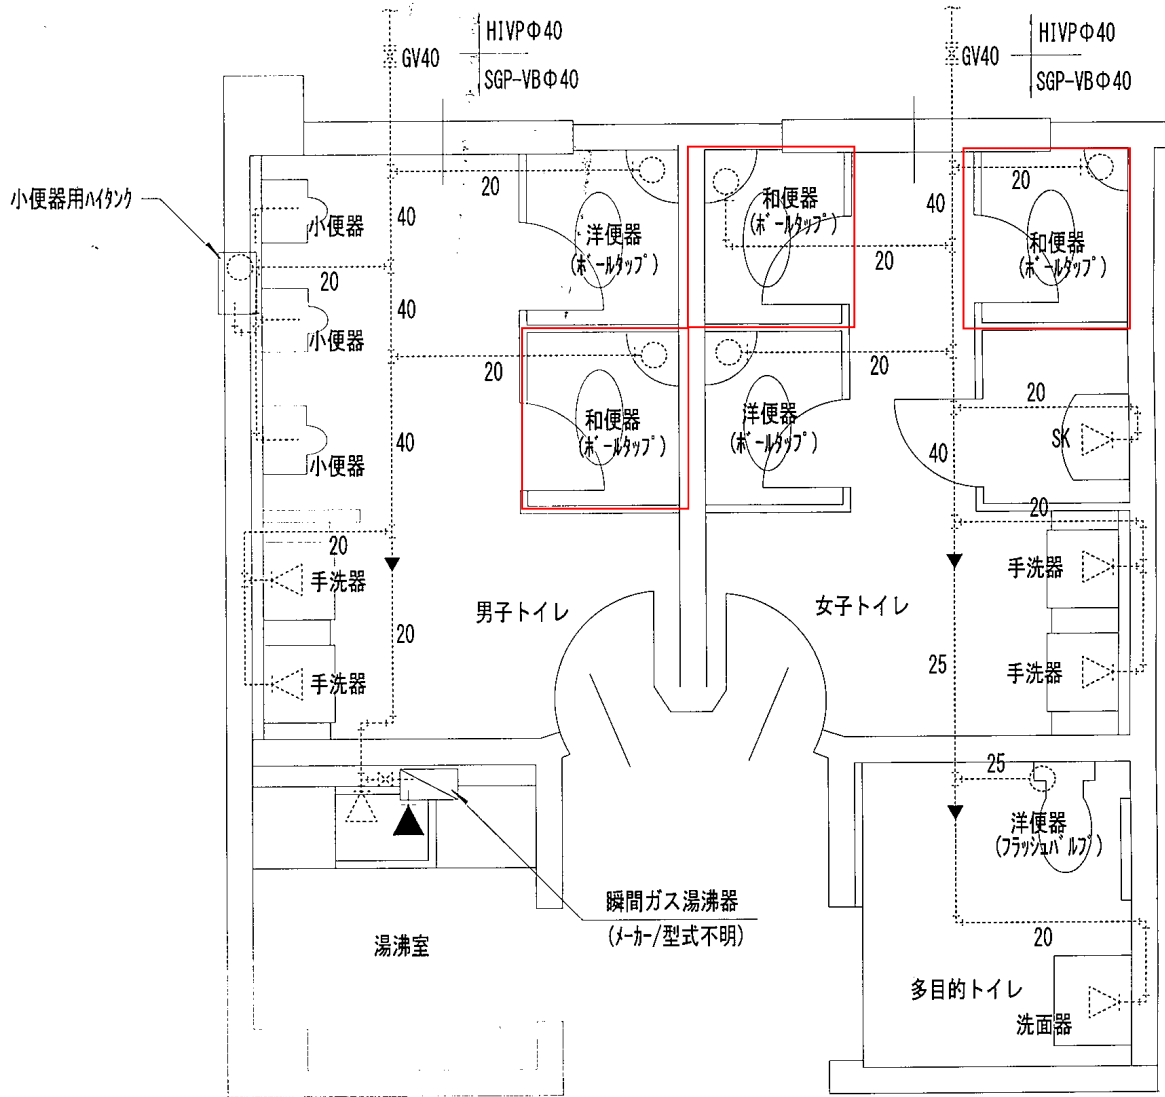 HIVPΦ40
GV40
SGP-VBΦ40
HIVPΦ40
GV40
SGP-VBΦ40
小便器用ﾊｲﾀﾝｸ
小便器
40
20
洋便器
(ﾎﾞｰﾙﾀｯﾌﾟ)
和便器
(ﾎﾞｰﾙﾀｯﾌﾟ)
20
40
20
和便器
(ﾎﾞｰﾙﾀｯﾌﾟ)
20
小便器
40
20
和便器
(ﾎﾞｰﾙﾀｯﾌﾟ)
洋便器
(ﾎﾞｰﾙﾀｯﾌﾟ)
20
20
SK
40
小便器
40
20
手洗器
20
手洗器
男子トイレ
女子トイレ
20
手洗器
25
手洗器
25
洋便器
(ﾌﾗｯｼｭﾊﾞﾙﾌﾞ)
瞬間ガス湯沸器
(ﾒｰｶｰ/型式不明)
湯沸室
20
多目的トイレ
洗面器